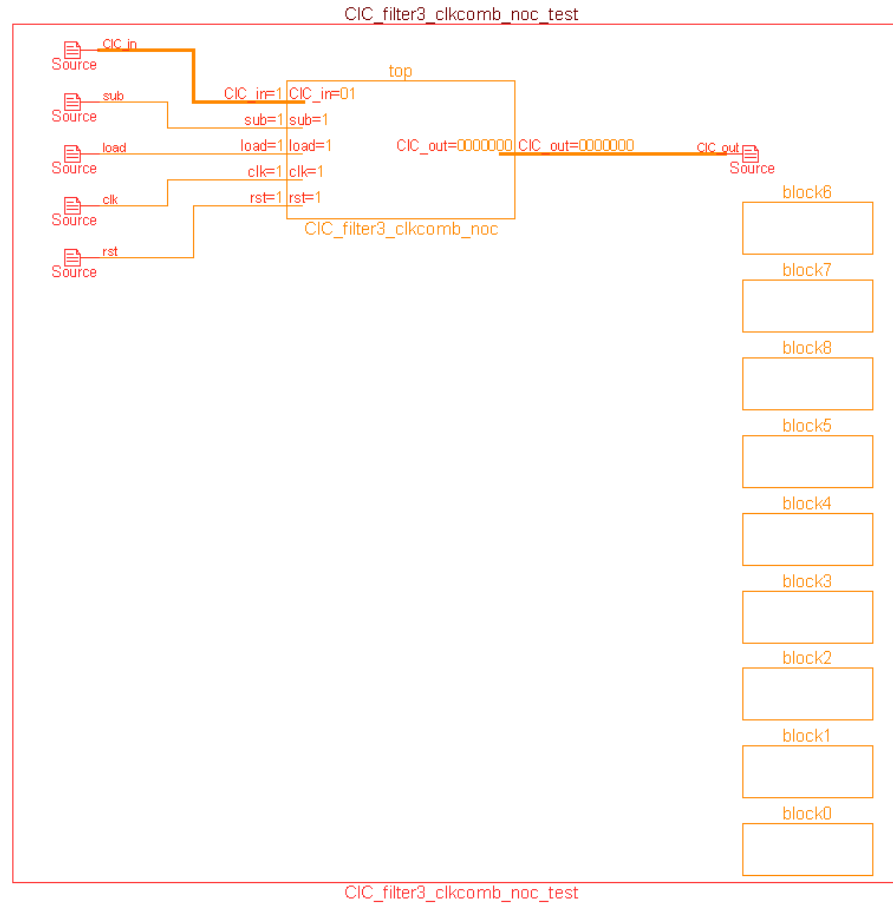 CIC_filter3_clkcomb_noc_test
CIC_in
Source
top
CIC_in=1 CIC_in=01
sub
Source
sub=1 sub=1
load
Source
load=1 load=1
CIC_out=0000000 CIC_out=0000000
CIC_out
Source
clk
Source
clk=1 clk=1
rst
Source
rst=1 rst=1
CIC_filter3_clkcomb_noc
block6
block7
block8
block5
block4
block3
block2
block1
block0
CIC_filter3_clkcomb_noc_test